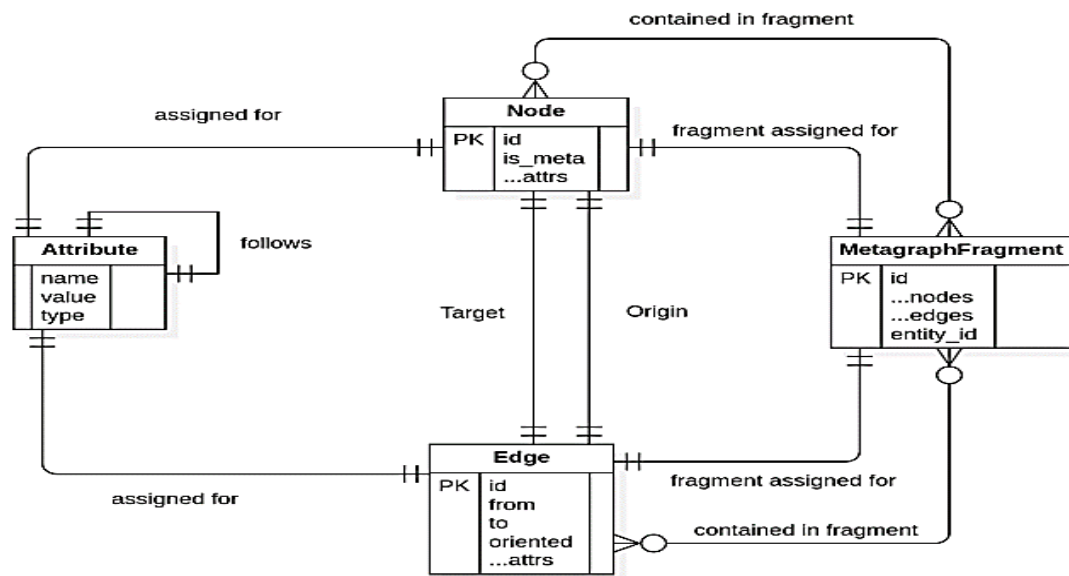 contained in fragment
Node
PK id
is_meta
...attrs
assigned for
fragment assigned for
Attribute
name
value
type
follows
Target
Origin
MetagraphFragment
PK id
...nodes
...edges
entity_id
Edge
PK id
from
to
oriented
...attrs
assigned for
fragment assigned for
contained in fragment